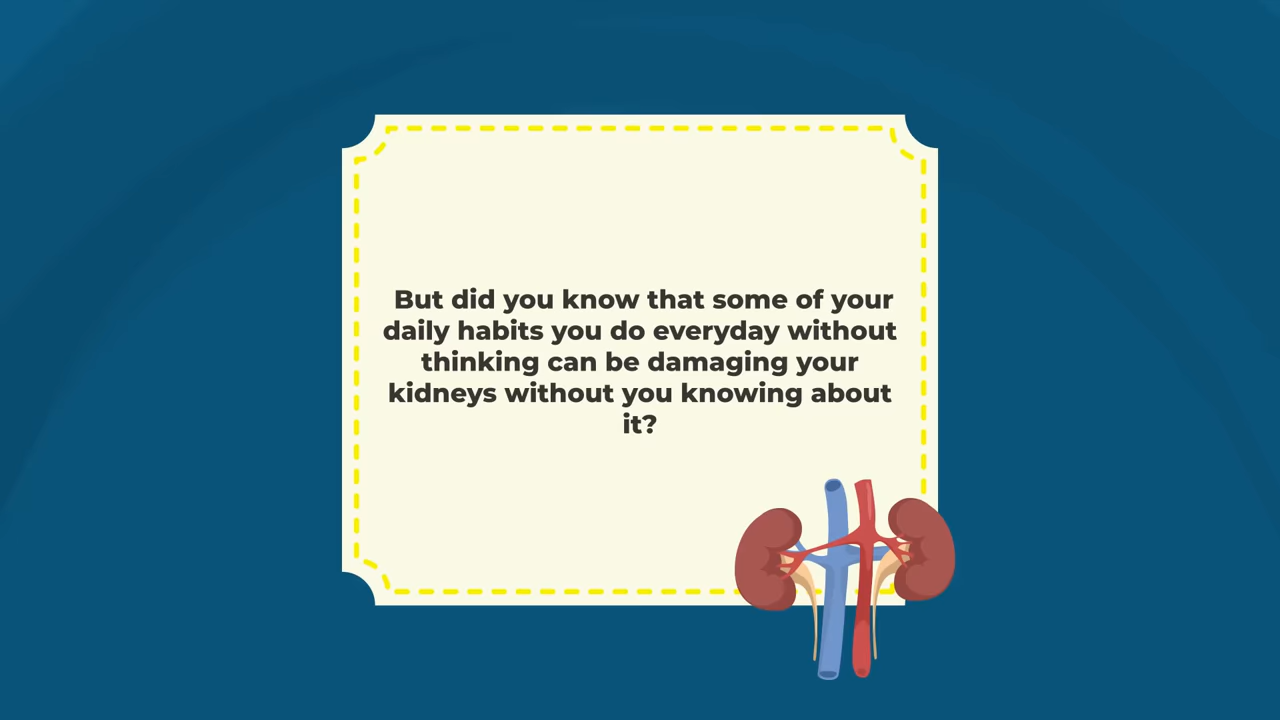 But did you know that some of your
daily habits you do everyday without
thinking can be damaging your
kidneys without you knowing about
it?